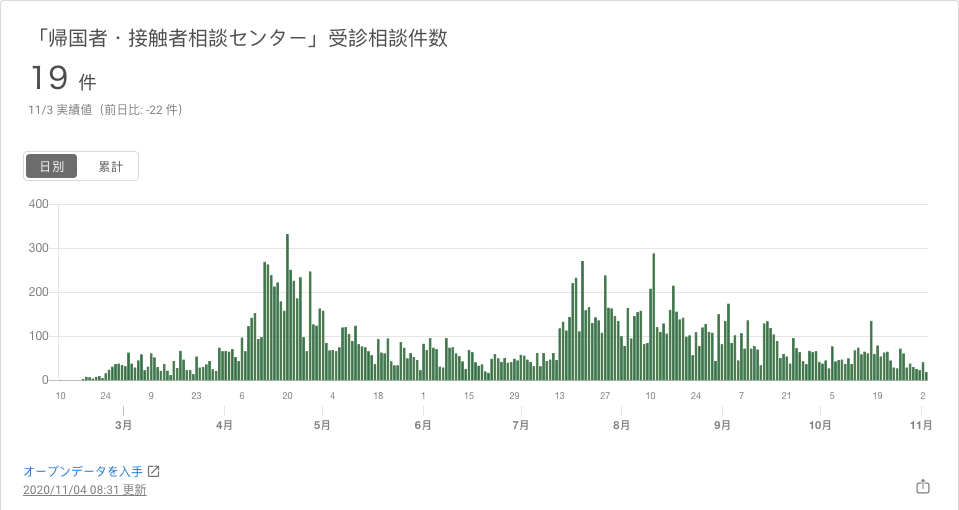 「帰国者・接触者相談センター」受診相談件数
19 件
11/3 実績値（前日比: -22 件）
日別 累計
400
300
200
100
0
10 24 9 23 6 20 4 18 1 15 29 13 27 10 24 7 21 5 19 2
3月 4月 5月 6月 7月 8月 9月 10月 11月
オープンデータを入手
2020/11/04 08:31 更新